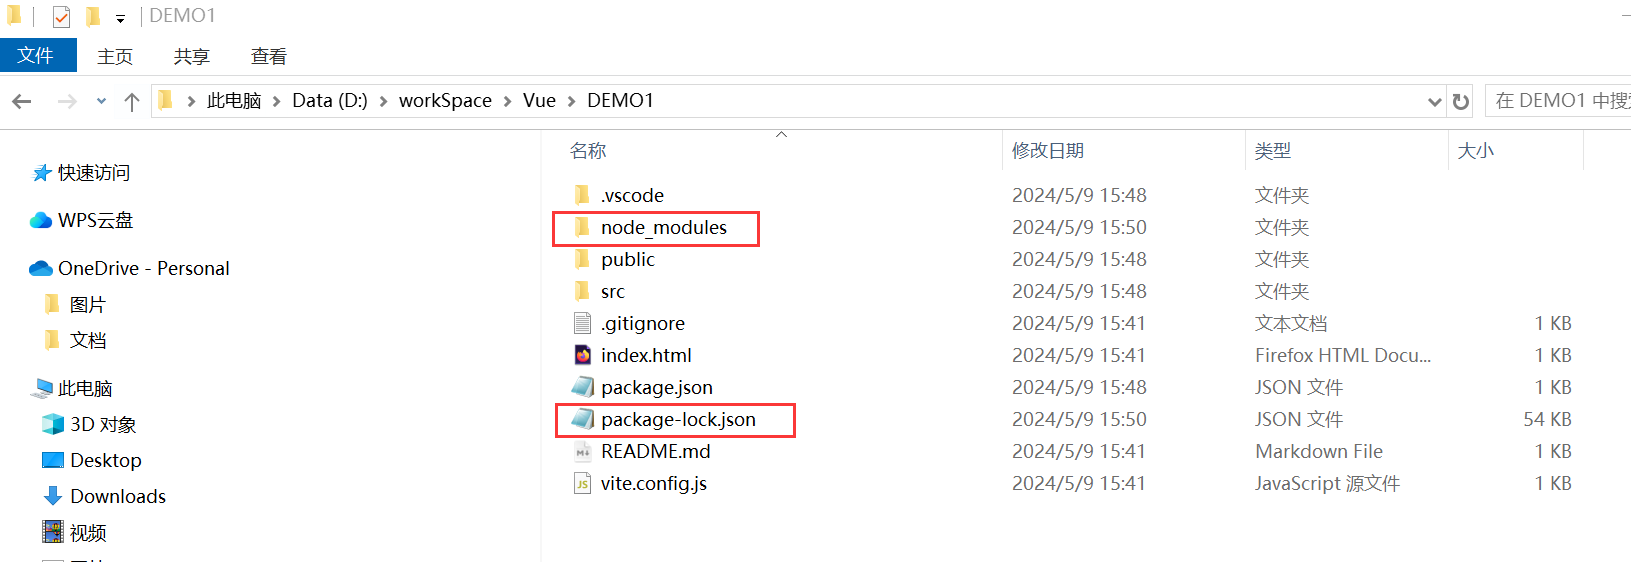 DEMO1
文件 主页 共享 查看
此电脑 Data (D:) workSpace Vue DEMO1 在 DEMO1 中搜
名称 修改日期 类型 大小
快速访问
WPS云盘
OneDrive - Personal
图片
文档
此电脑
3D 对象
Desktop
Downloads
视频
.vscode 2024/5/9 15:48 文件夹
node_modules 2024/5/9 15:50 文件夹
public 2024/5/9 15:48 文件夹
src 2024/5/9 15:48 文件夹
.gitignore 2024/5/9 15:41 文本文档 1 KB
index.html 2024/5/9 15:41 Firefox HTML Docu... 1 KB
package.json 2024/5/9 15:48 JSON 文件 1 KB
package-lock.json 2024/5/9 15:50 JSON 文件 54 KB
README.md 2024/5/9 15:41 Markdown File 1 KB
vite.config.js 2024/5/9 15:41 JavaScript 源文件 1 KB